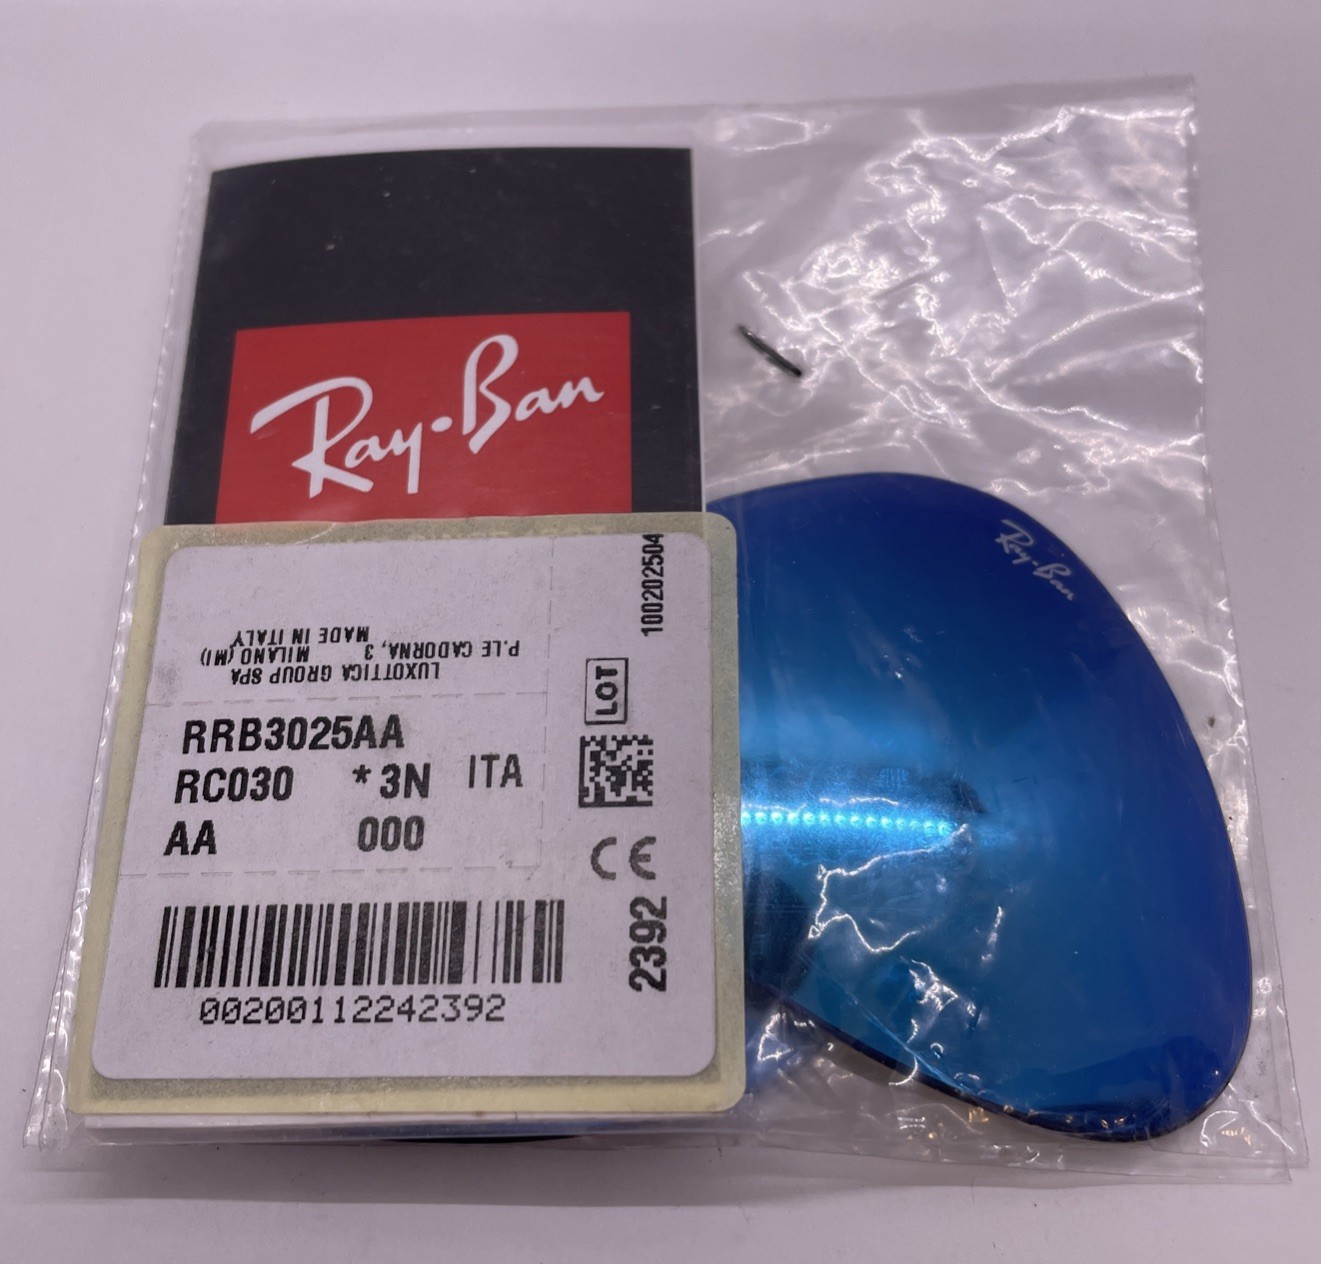 Ray-Ban
Ray-Ban
LUXOTTICA GROUP SPA
P.LE CADORNA, 3 MILANO (MI)
MADE IN ITALY
100202504
LOT
RRB3025AA
RC030 *3N ITA
AA 000
CE
2392
00200112242392